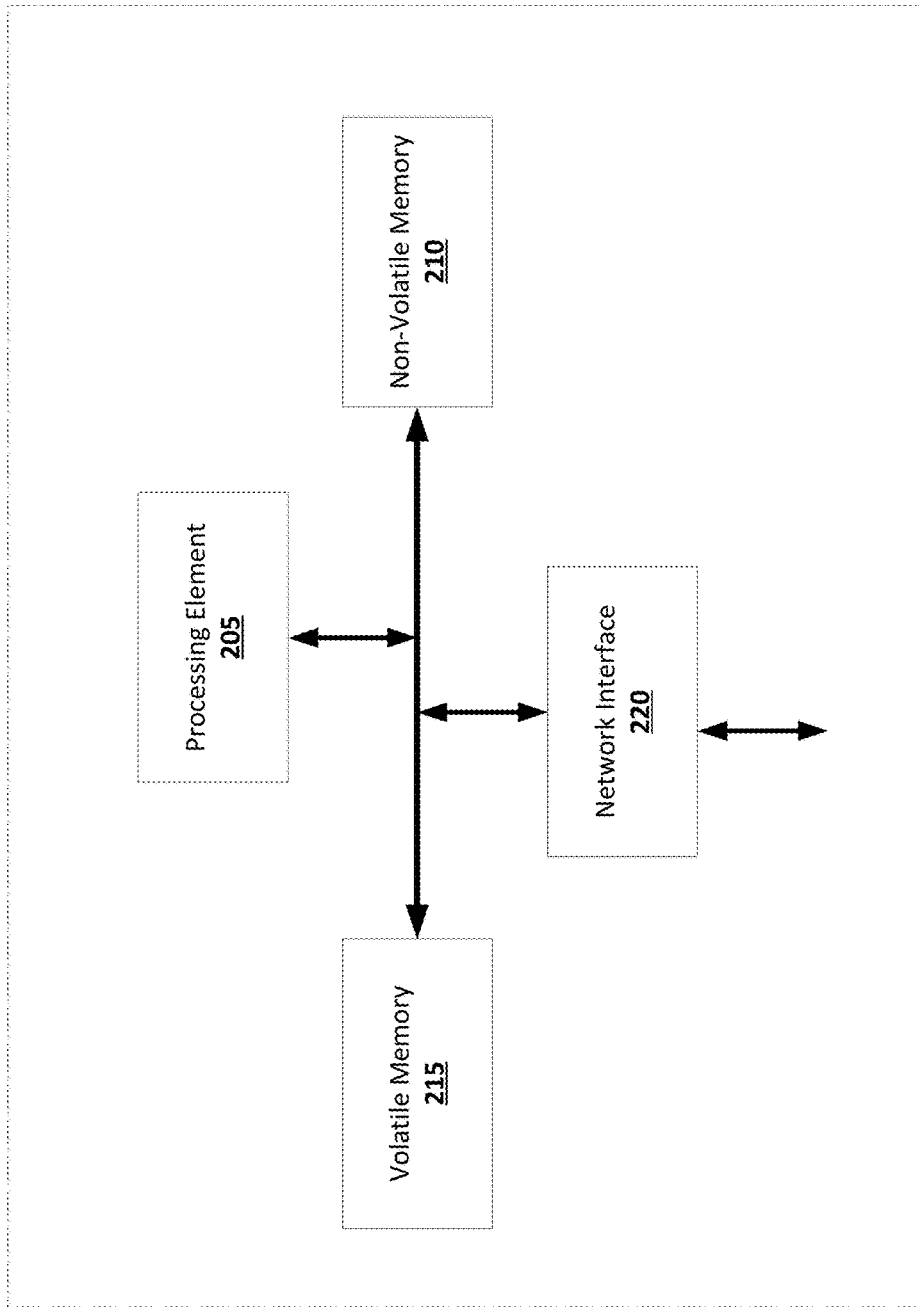 Processing Element
205
Volatile Memory
215
Non-Volatile Memory
210
Network Interface
220